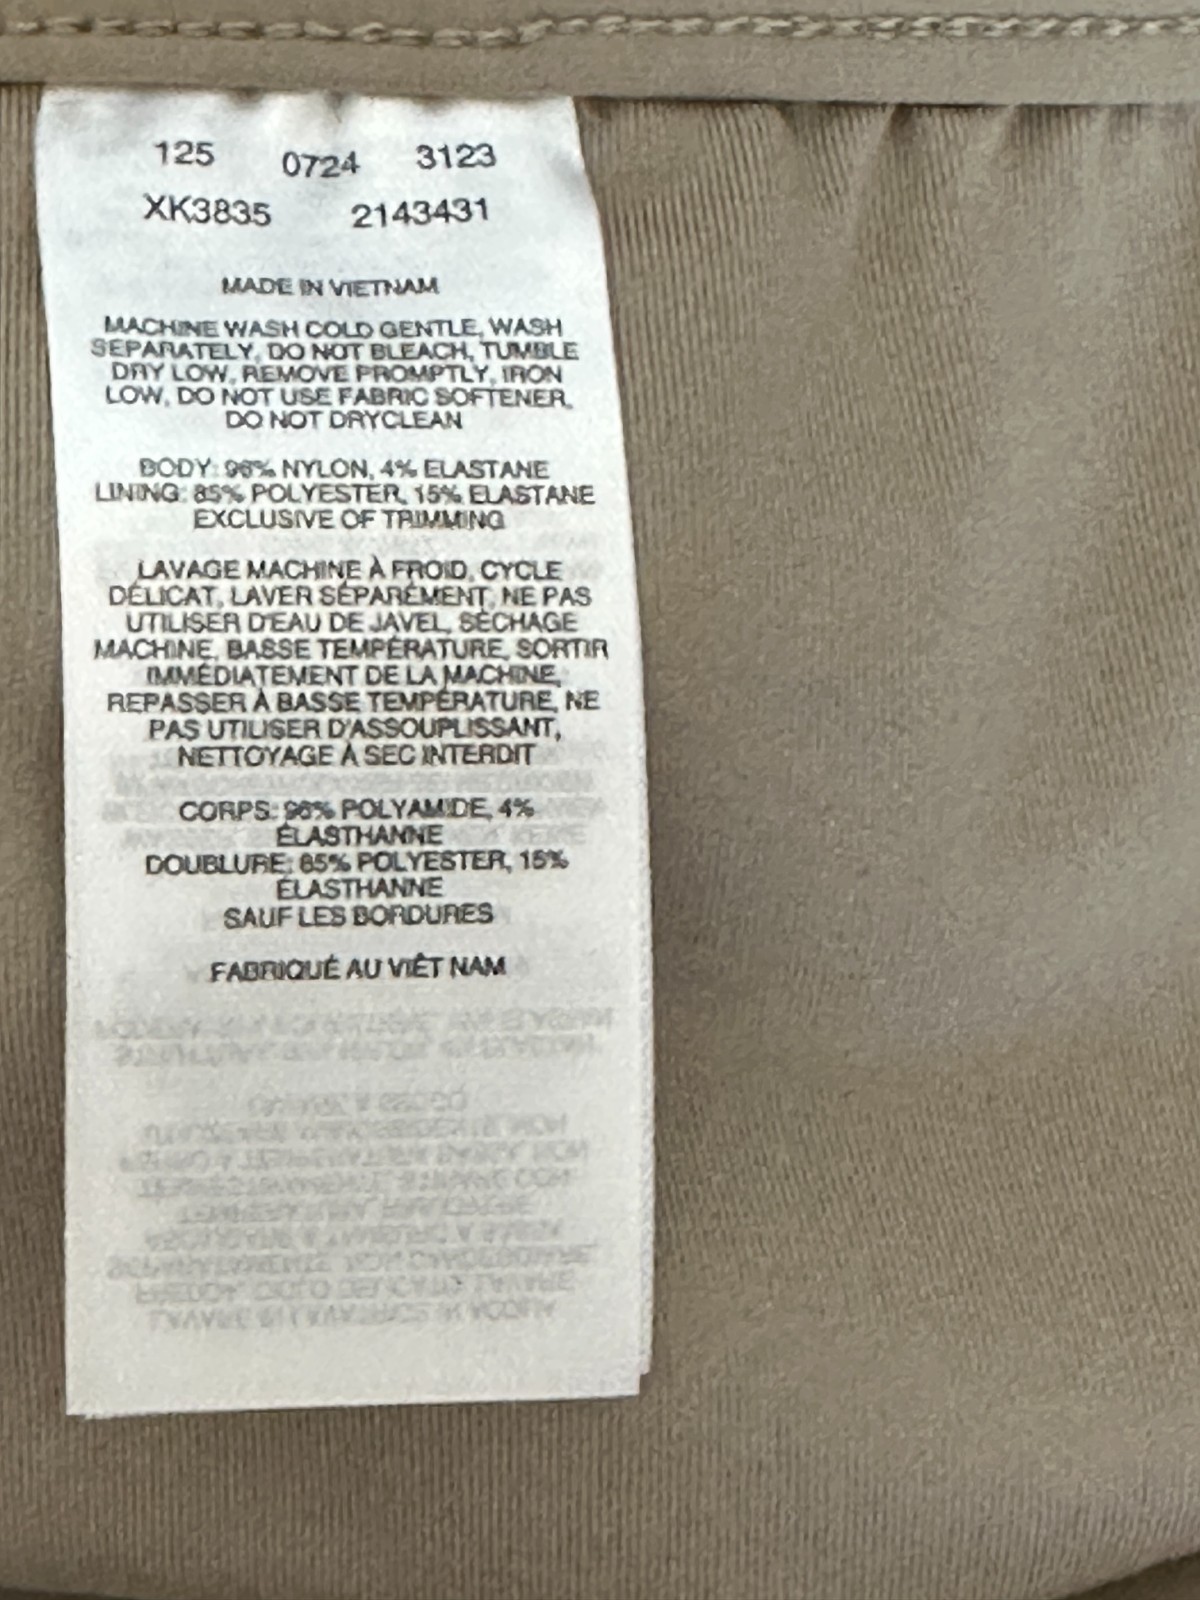 125 0724 3123
XK3835 2143431
MADE IN VIETNAM
MACHINE WASH COLD GENTLE, WASH
SEPARATELY, DO NOT BLEACH, TUMBLE
DRY LOW, REMOVE PROMPTLY, IRON
LOW, DO NOT USE FABRIC SOFTENER,
DO NOT DRYCLEAN
BODY: 96% NYLON, 4% ELASTANE
LINING: 85% POLYESTER, 15% ELASTANE
EXCLUSIVE OF TRIMMING
LAVAGE MACHINE À FROID, CYCLE
DÉLICAT, LAVER SÉPARÉMENT, NE PAS
UTILISER D'EAU DE JAVEL, SÉCHAGE
MACHINE, BASSE TEMPÉRATURE, SORTIR
IMMÉDIATEMENT DE LA MACHINE,
REPASSER À BASSE TEMPÉRATURE, NE
PAS UTILISER D'ASSOUPLISSANT,
NETTOYAGE À SEC INTERDIT
CORPS: 96% POLYAMIDE, 4%
ÉLASTHANNE
DOUBLURE: 85% POLYESTER, 15%
ÉLASTHANNE
SAUF LES BORDURES
FABRIQUÉ AU VIÊT NAM